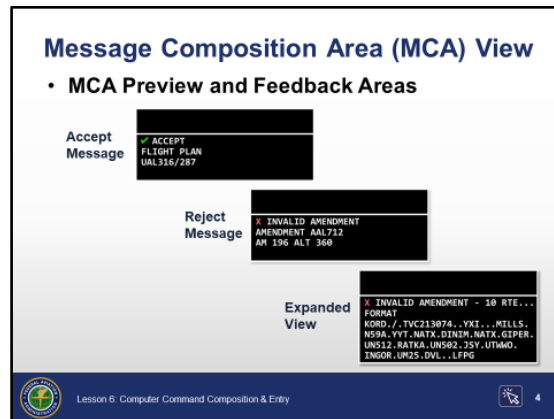 Message Composition Area (MCA) View
• MCA Preview and Feedback Areas
Accept
Message
✔ ACCEPT
FLIGHT PLAN
UAL316/287
Reject
Message
X INVALID AMENDMENT
AMENDMENT AAL712
AM 196 ALT 360
Expanded
View
X INVALID AMENDMENT - 10 RTE...
FORMAT
KORD./.TVC213074..YXI...MILLS.
N59A.YYT.NATX.DINIM.NATX.GIPER.
UN512.RATKA.UN502.JSY.UTWWO.
INGOR.UM25.DVL..LFPG
Lesson 6: Computer Command Composition & Entry
4